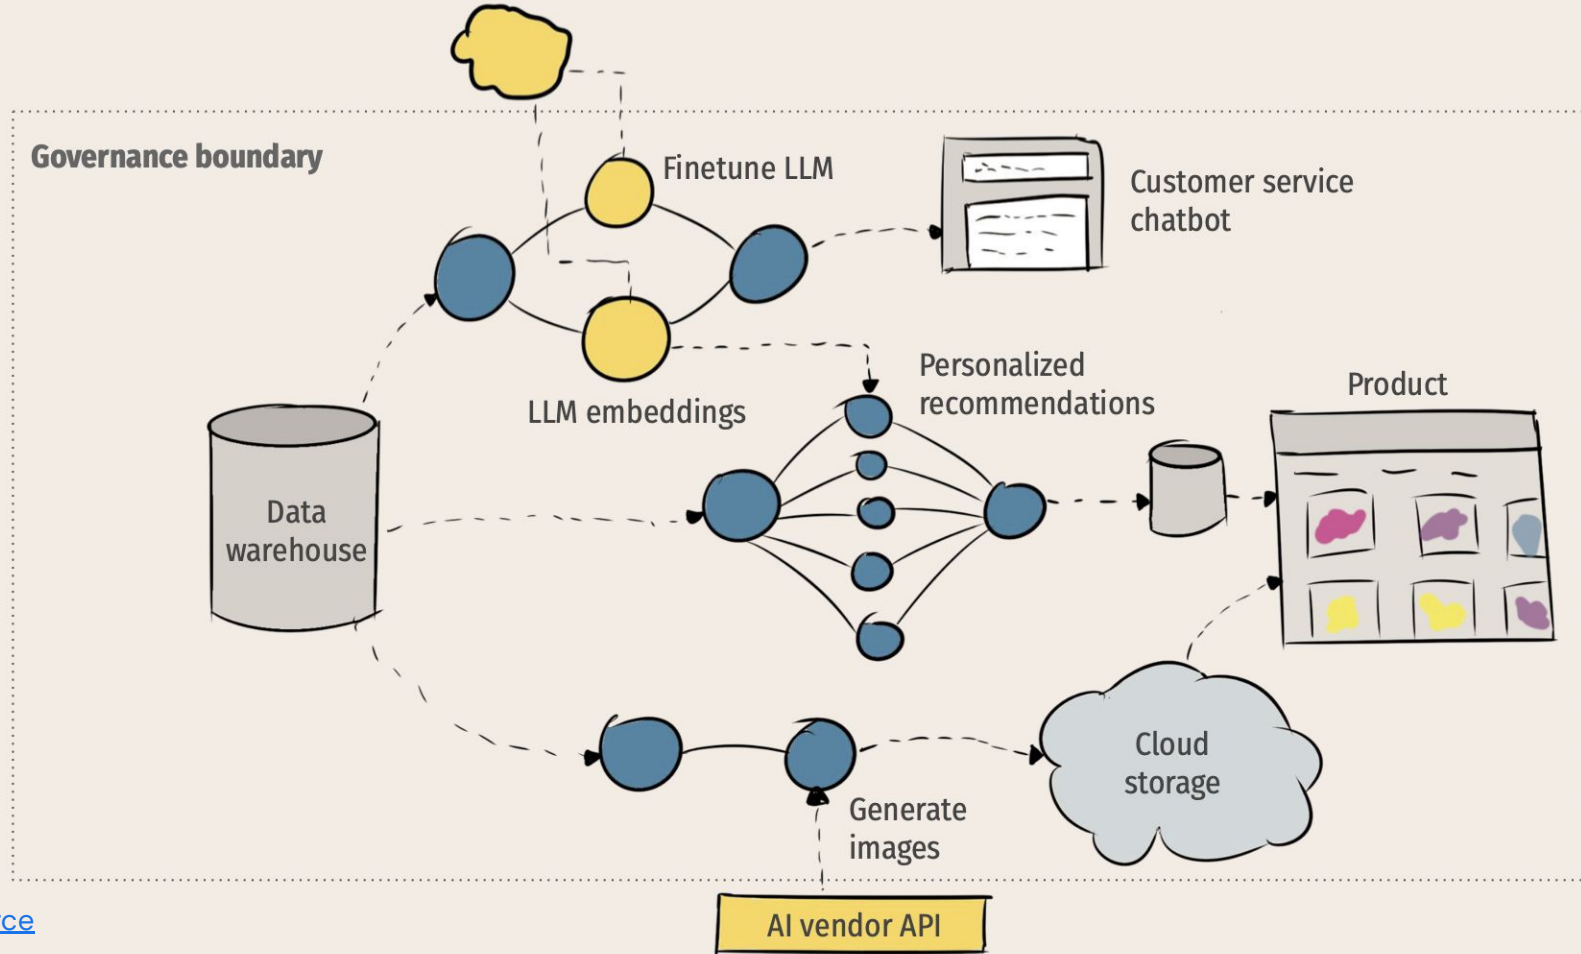 Governance boundary
Finetune LLM
Customer service
chatbot
Personalized
recommendations
Product
LLM embeddings
Data
warehouse
Cloud
storage
Generate
images
rce
AI vendor API